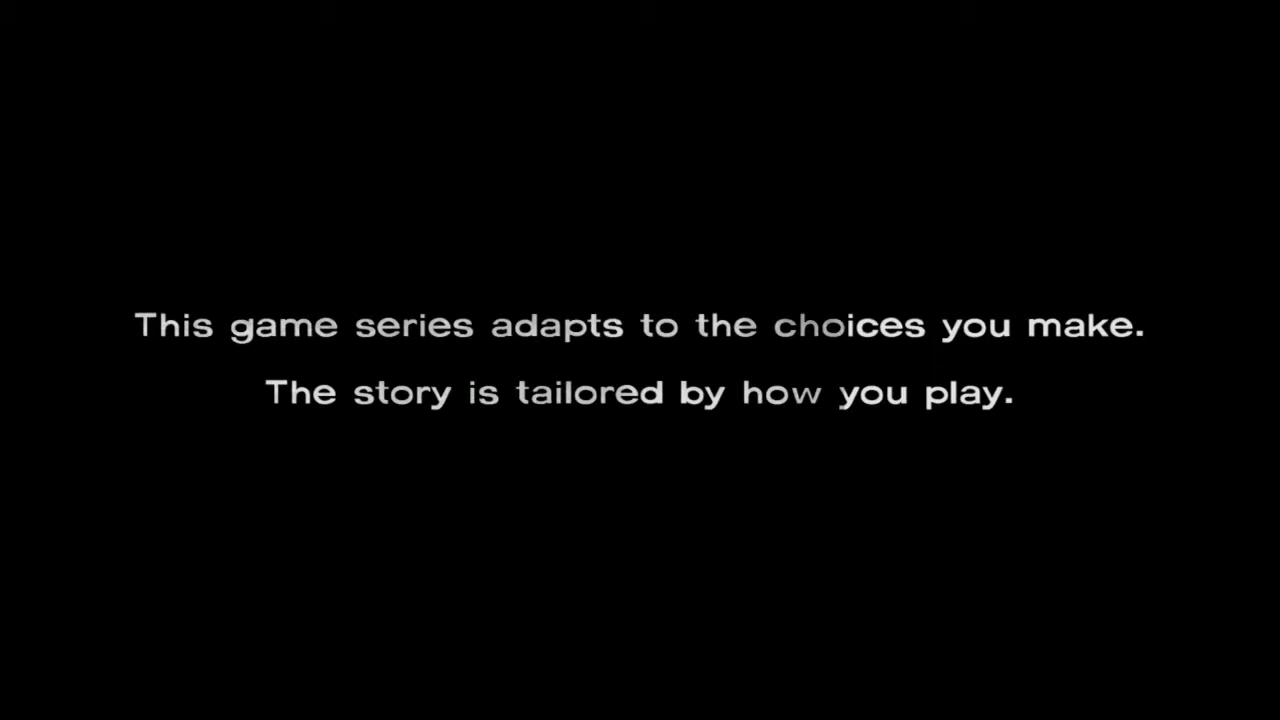 This game series adapts to the choices you make.
The story is tailored by how you play.